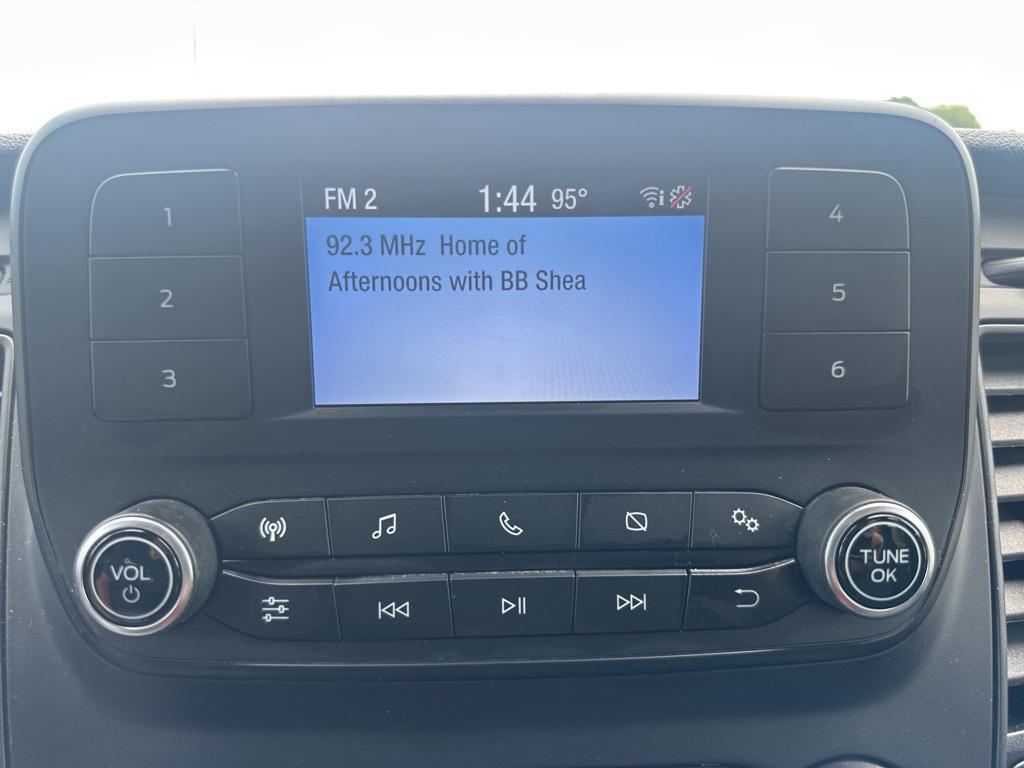 FM 2 1:44 95°
92.3 MHz Home of
Afternoons with BB Shea
1
2
3
4
5
6
VOL
TUNE
OK